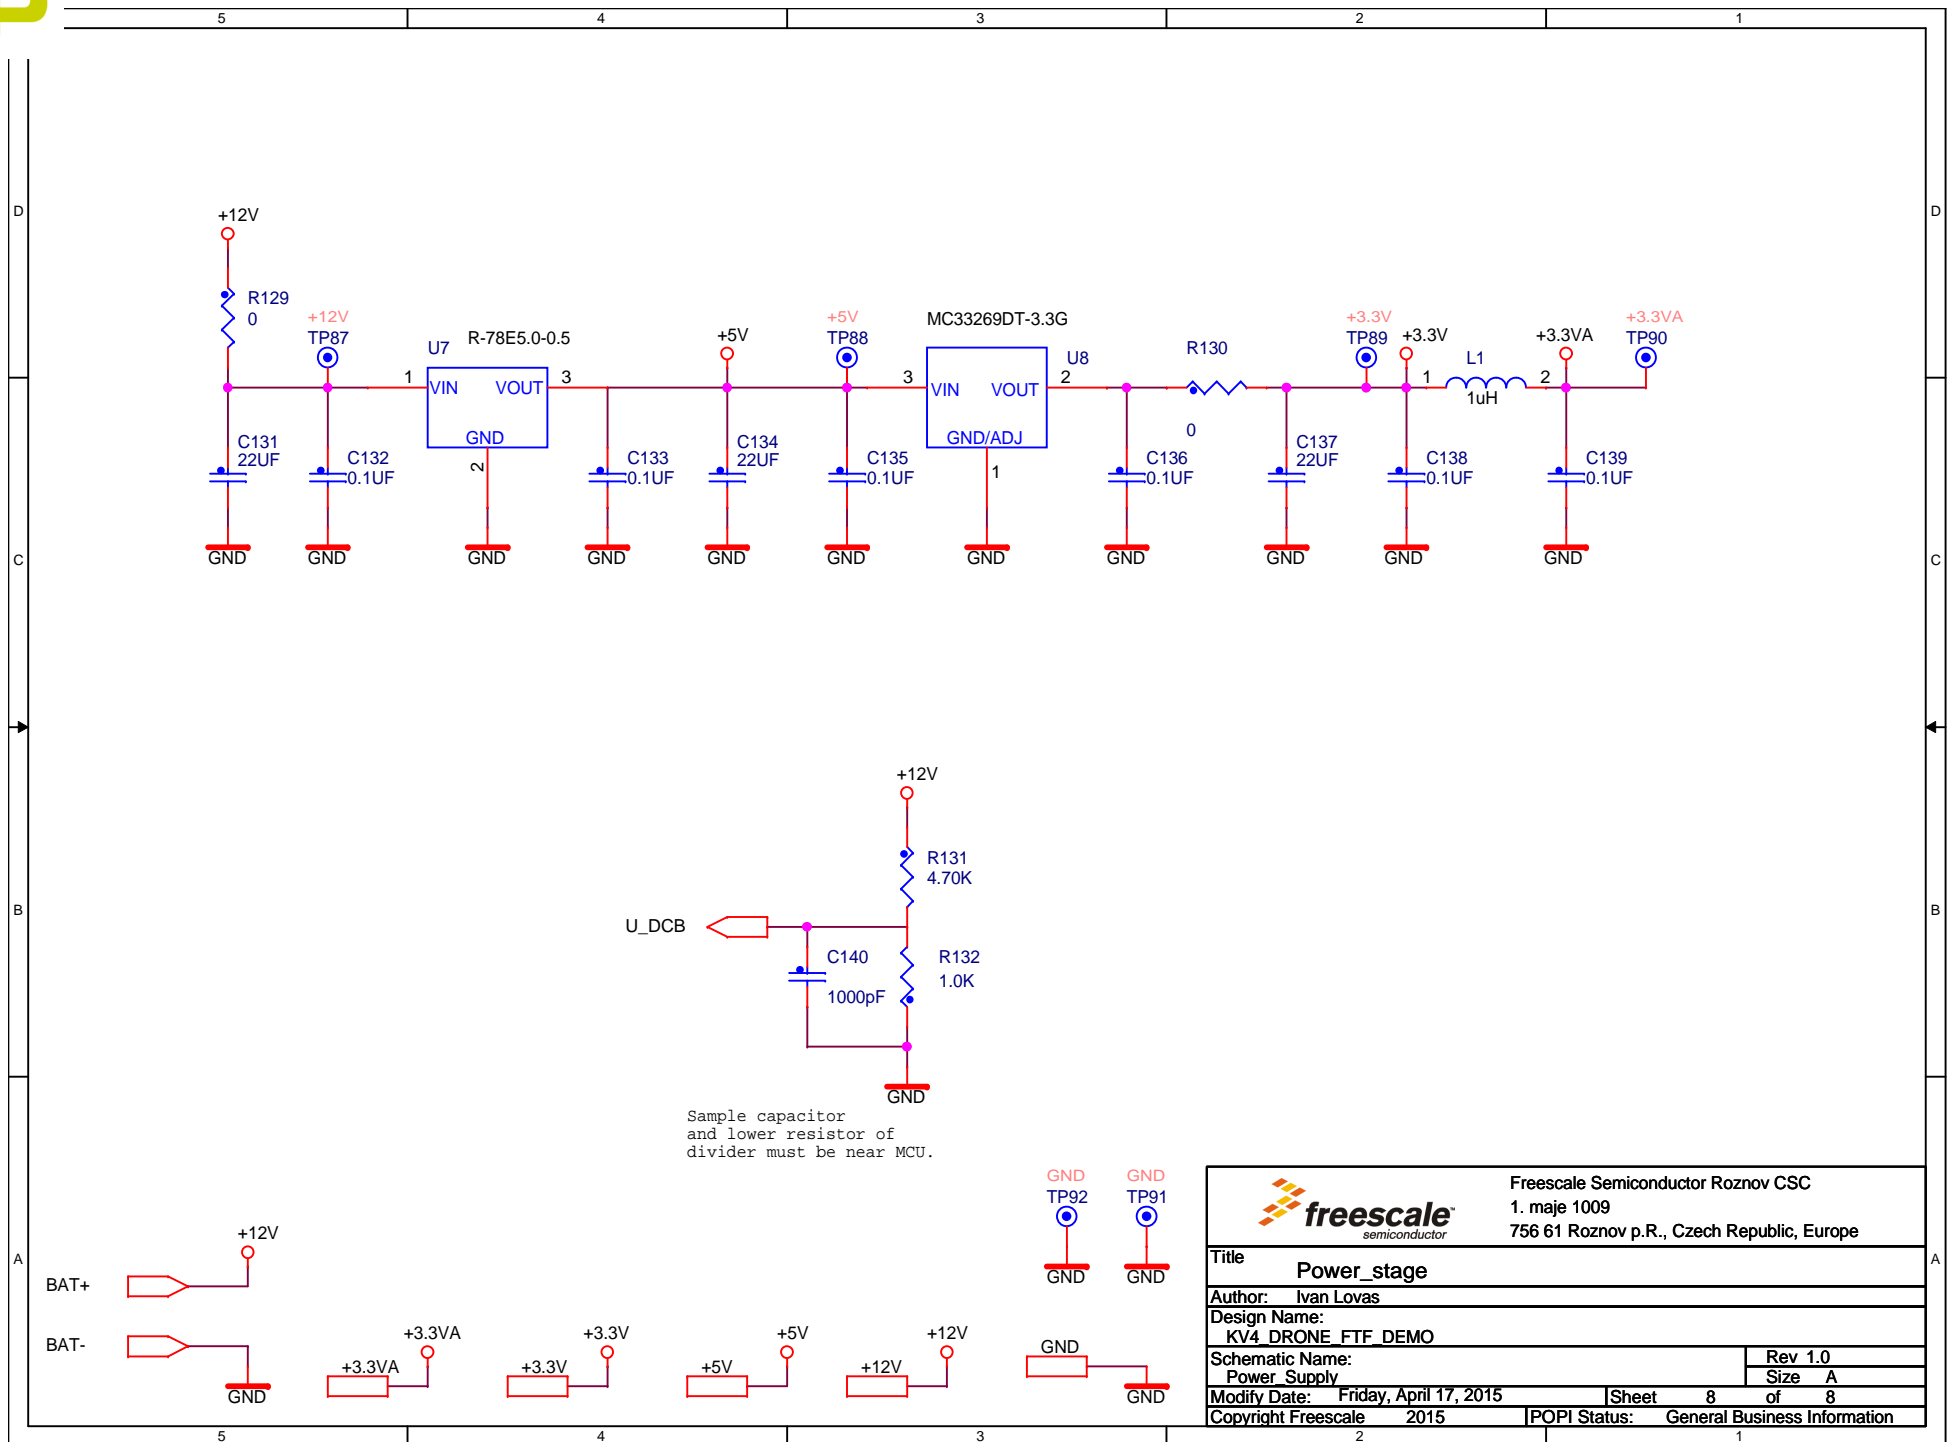 5 4 3 2 1
D D
+12V
R129
0
+12V
TP87
U7
R-78E5.0-0.5
1 VIN VOUT 3
GND
2
+5V
+5V
TP88
MC33269DT-3.3G
U8
3 VIN VOUT 2
GND/ADJ
1
R130
0
+3.3V
TP89
+3.3V
L1
1 2
1uH
+3.3VA
+3.3VA
TP90
C131
22UF
C132
0.1UF
C133
0.1UF
C134
22UF
C135
0.1UF
C136
0.1UF
C137
22UF
C138
0.1UF
C139
0.1UF
GND GND GND GND GND GND GND GND GND GND GND
C C
+12V
R131
4.70K
B B
U_DCB
C140
1000pF
R132
1.0K
GND
Sample capacitor
and lower resistor of
divider must be near MCU.
GND GND
TP92 TP91
GND GND
A A
+12V
BAT+
BAT-
GND
+3.3VA
+3.3VA
+3.3V
+3.3V
+5V
+5V
+12V
+12V
GND
GND
freescale™
semiconductor
Freescale Semiconductor Roznov CSC
1. maje 1009
756 61 Roznov p.R., Czech Republic, Europe
Title
Power_stage
Author: Ivan Lovas
Design Name:
KV4_DRONE_FTF_DEMO
Schematic Name:
Power_Supply
Rev 1.0
Size A
Modify Date: Friday, April 17, 2015 Sheet 8 of 8
Copyright Freescale 2015 POPI Status: General Business Information
5 4 3 2 1